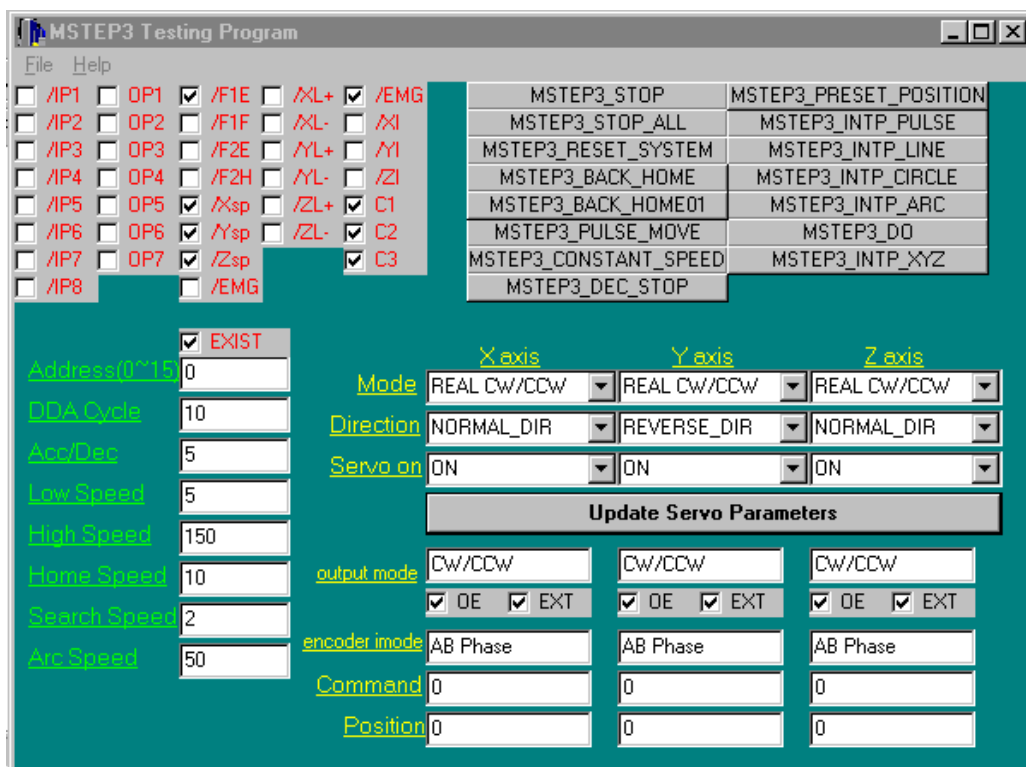 MSTEP3 Testing Program
File Help
/IP1 OP1 /F1E /XL+ /EMG MSTEP3_STOP MSTEP3_PRESET_POSITION
/IP2 OP2 /F1F /XL- /XI MSTEP3_STOP_ALL MSTEP3_INTP_PULSE
/IP3 OP3 /F2E /YL+ /YI MSTEP3_RESET_SYSTEM MSTEP3_INTP_LINE
/IP4 OP4 /F2H /YL- /ZI MSTEP3_BACK_HOME MSTEP3_INTP_CIRCLE
/IP5 OP5 /Xsp /ZL+ C1 MSTEP3_BACK_HOME01 MSTEP3_INTP_ARC
/IP6 OP6 /Ysp /ZL- C2 MSTEP3_PULSE_MOVE MSTEP3_DO
/IP7 OP7 /Zsp C3 MSTEP3_CONSTANT_SPEED MSTEP3_INTP_XYZ
/IP8 /EMG MSTEP3_DEC_STOP
EXIST
Address(0~15) 0
DDA Cycle 10
Acc/Dec 5
Low Speed 5
High Speed 150
Home Speed 10
Search Speed 2
Arc Speed 50
X axis Y axis Z axis
Mode REAL CW/CCW REAL CW/CCW REAL CW/CCW
Direction NORMAL_DIR REVERSE_DIR NORMAL_DIR
Servo on ON ON ON
Update Servo Parameters
output mode CW/CCW CW/CCW CW/CCW
OE EXT OE EXT OE EXT
encoder imode AB Phase AB Phase AB Phase
Command 0 0 0
Position 0 0 0